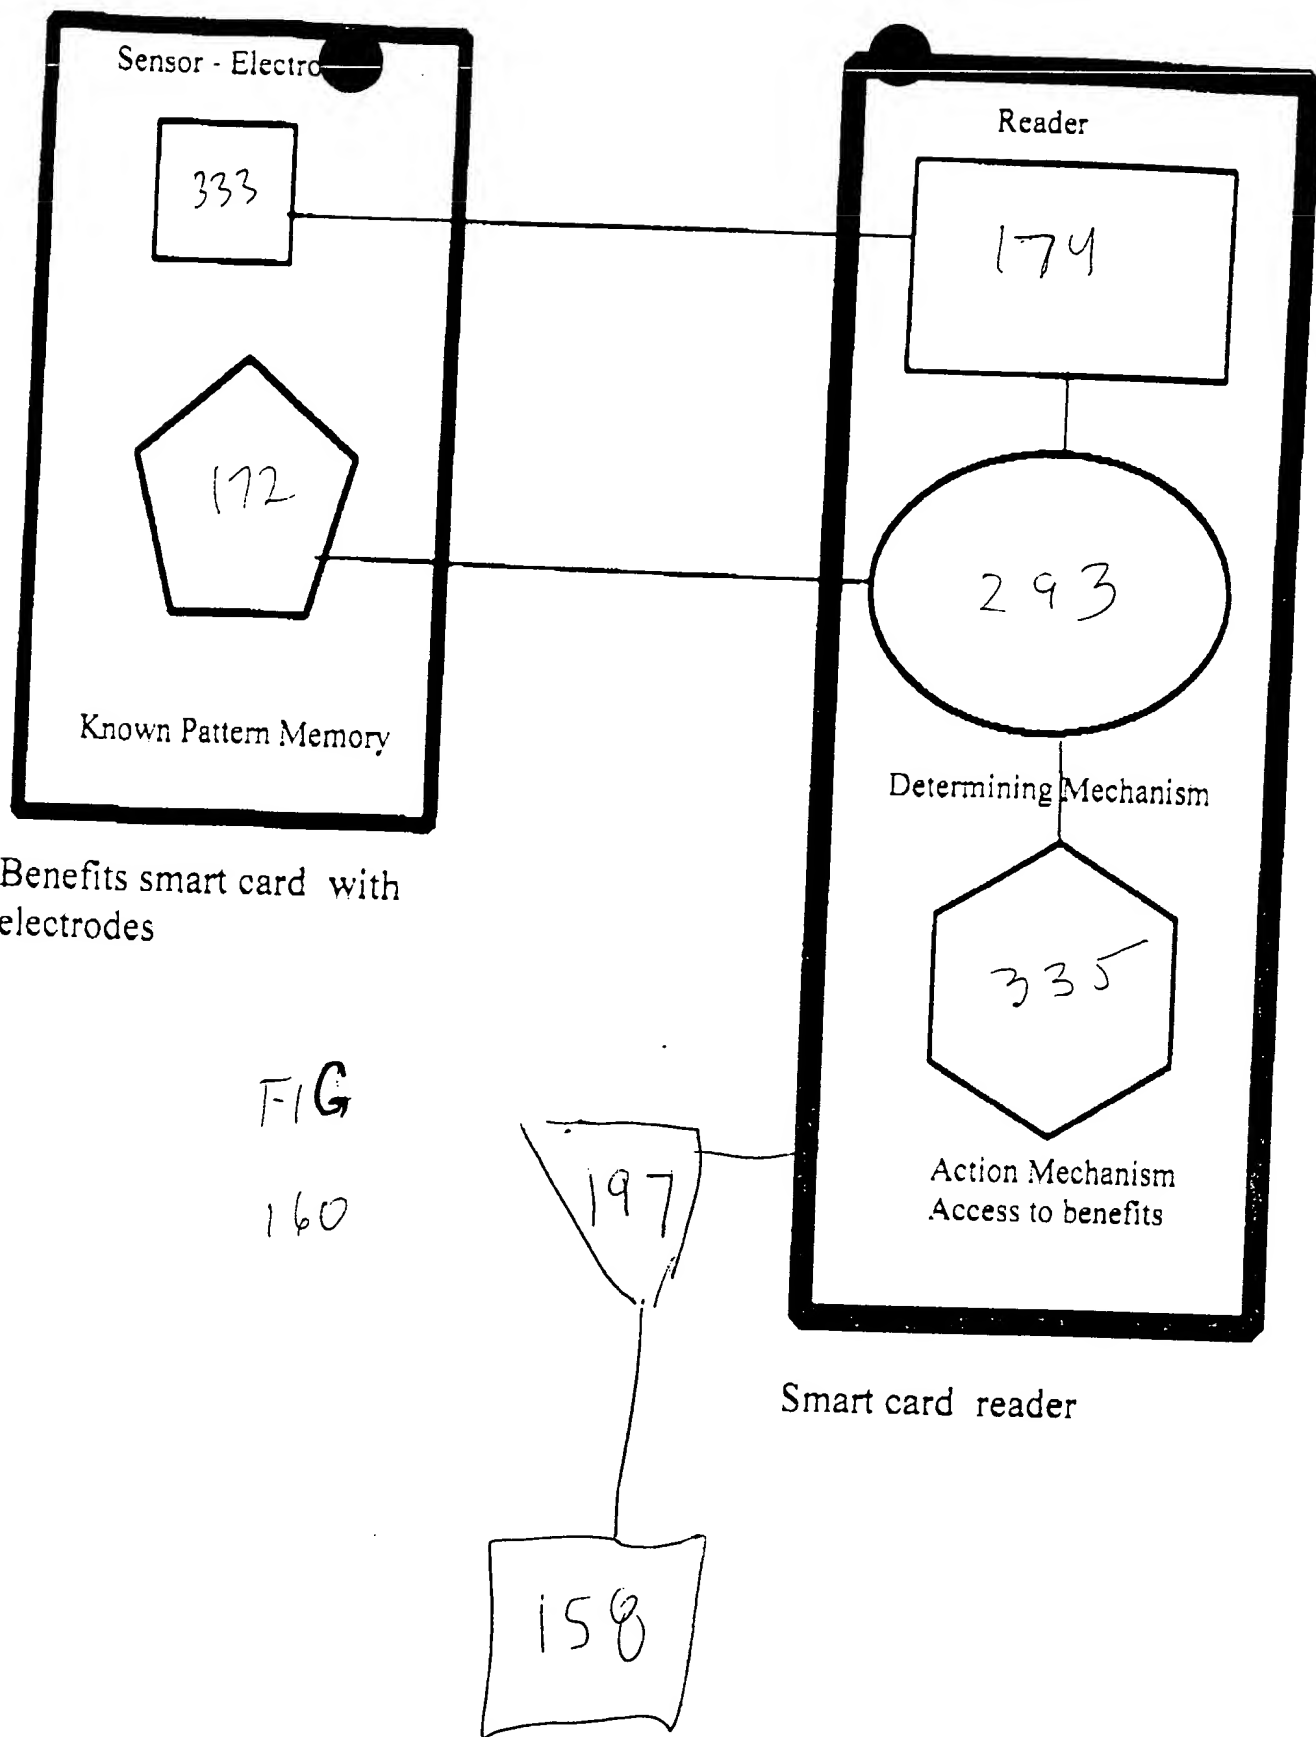 Sensor - Electro
333
172
Known Pattern Memory
Benefits smart card with
electrodes
Reader
174
293
Determining Mechanism
335
Action Mechanism
Access to benefits
Smart card reader
FIG
160
197
158